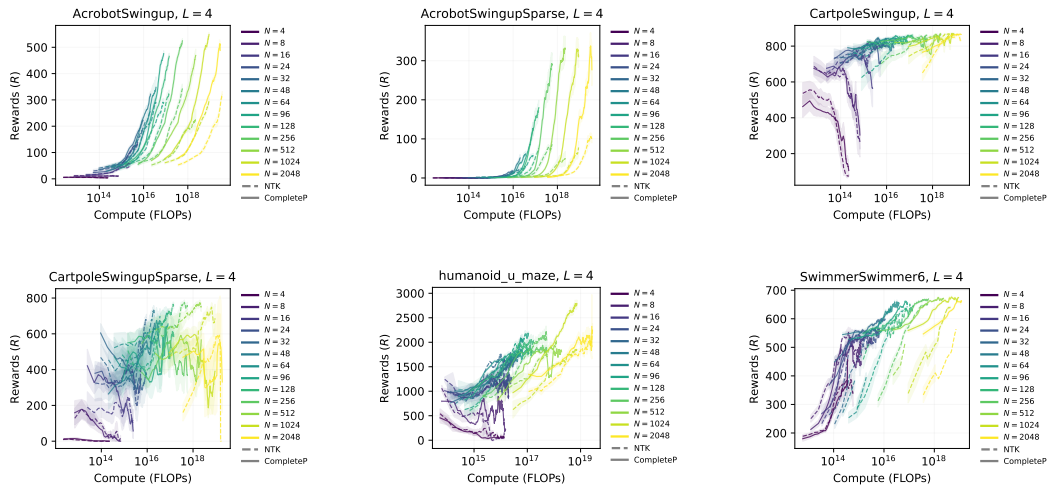 AcrobotSwingup, L = 4
Rewards (R)
500
400
300
200
100
0
10^14
10^16
10^18
Compute (FLOPs)
N = 4
N = 8
N = 16
N = 24
N = 32
N = 48
N = 64
N = 96
N = 128
N = 256
N = 512
N = 1024
N = 2048
NTK
CompleteP
AcrobotSwingupSparse, L = 4
Rewards (R)
300
200
100
0
10^14
10^16
10^18
Compute (FLOPs)
N = 4
N = 8
N = 16
N = 24
N = 32
N = 48
N = 64
N = 96
N = 128
N = 256
N = 512
N = 1024
N = 2048
NTK
CompleteP
CartpoleSwingup, L = 4
Rewards (R)
800
600
400
200
10^14
10^16
10^18
Compute (FLOPs)
N = 4
N = 8
N = 16
N = 24
N = 32
N = 48
N = 64
N = 96
N = 128
N = 256
N = 512
N = 1024
N = 2048
NTK
CompleteP
CartpoleSwingupSparse, L = 4
Rewards (R)
800
600
400
200
0
10^14
10^16
10^18
Compute (FLOPs)
N = 4
N = 8
N = 16
N = 24
N = 32
N = 48
N = 64
N = 96
N = 128
N = 256
N = 512
N = 1024
N = 2048
NTK
CompleteP
humanoid_u_maze, L = 4
Rewards (R)
3000
2500
2000
1500
1000
500
0
10^15
10^17
10^19
Compute (FLOPs)
N = 4
N = 8
N = 16
N = 24
N = 32
N = 48
N = 64
N = 96
N = 128
N = 256
N = 512
N = 1024
N = 2048
NTK
CompleteP
SwimmerSwimmer6, L = 4
Rewards (R)
700
600
500
400
300
200
10^14
10^16
10^18
Compute (FLOPs)
N = 4
N = 8
N = 16
N = 24
N = 32
N = 48
N = 64
N = 96
N = 128
N = 256
N = 512
N = 1024
N = 2048
NTK
CompleteP